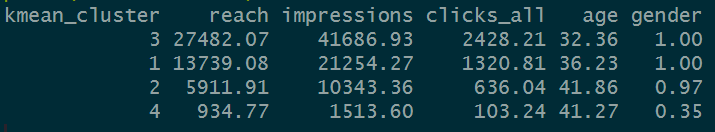 kmean_cluster reach impressions clicks_all age gender
3 27482.07 41686.93 2428.21 32.36 1.00
1 13739.08 21254.27 1320.81 36.23 1.00
2 5911.91 10343.36 636.04 41.86 0.97
4 934.77 1513.60 103.24 41.27 0.35